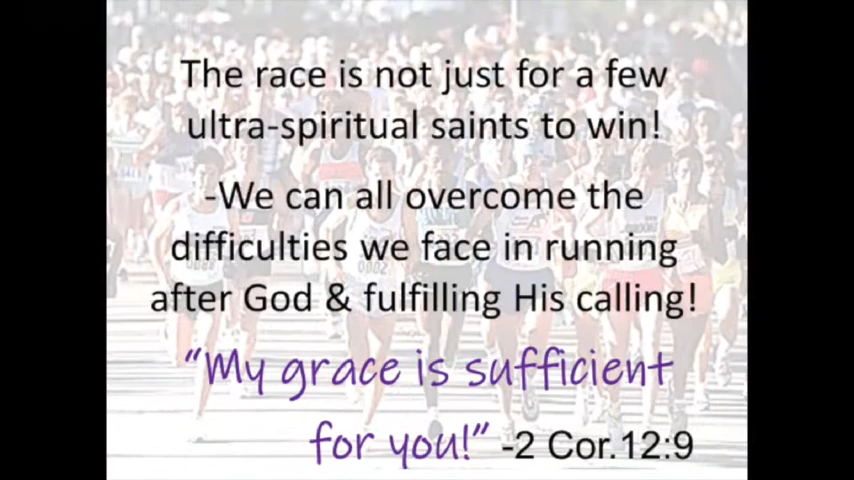 The race is not just for a few
ultra-spiritual saints to win!
-We can all overcome the
difficulties we face in running
after God & fulfilling His calling!
“My grace is sufficient
for you!” -2 Cor.12:9